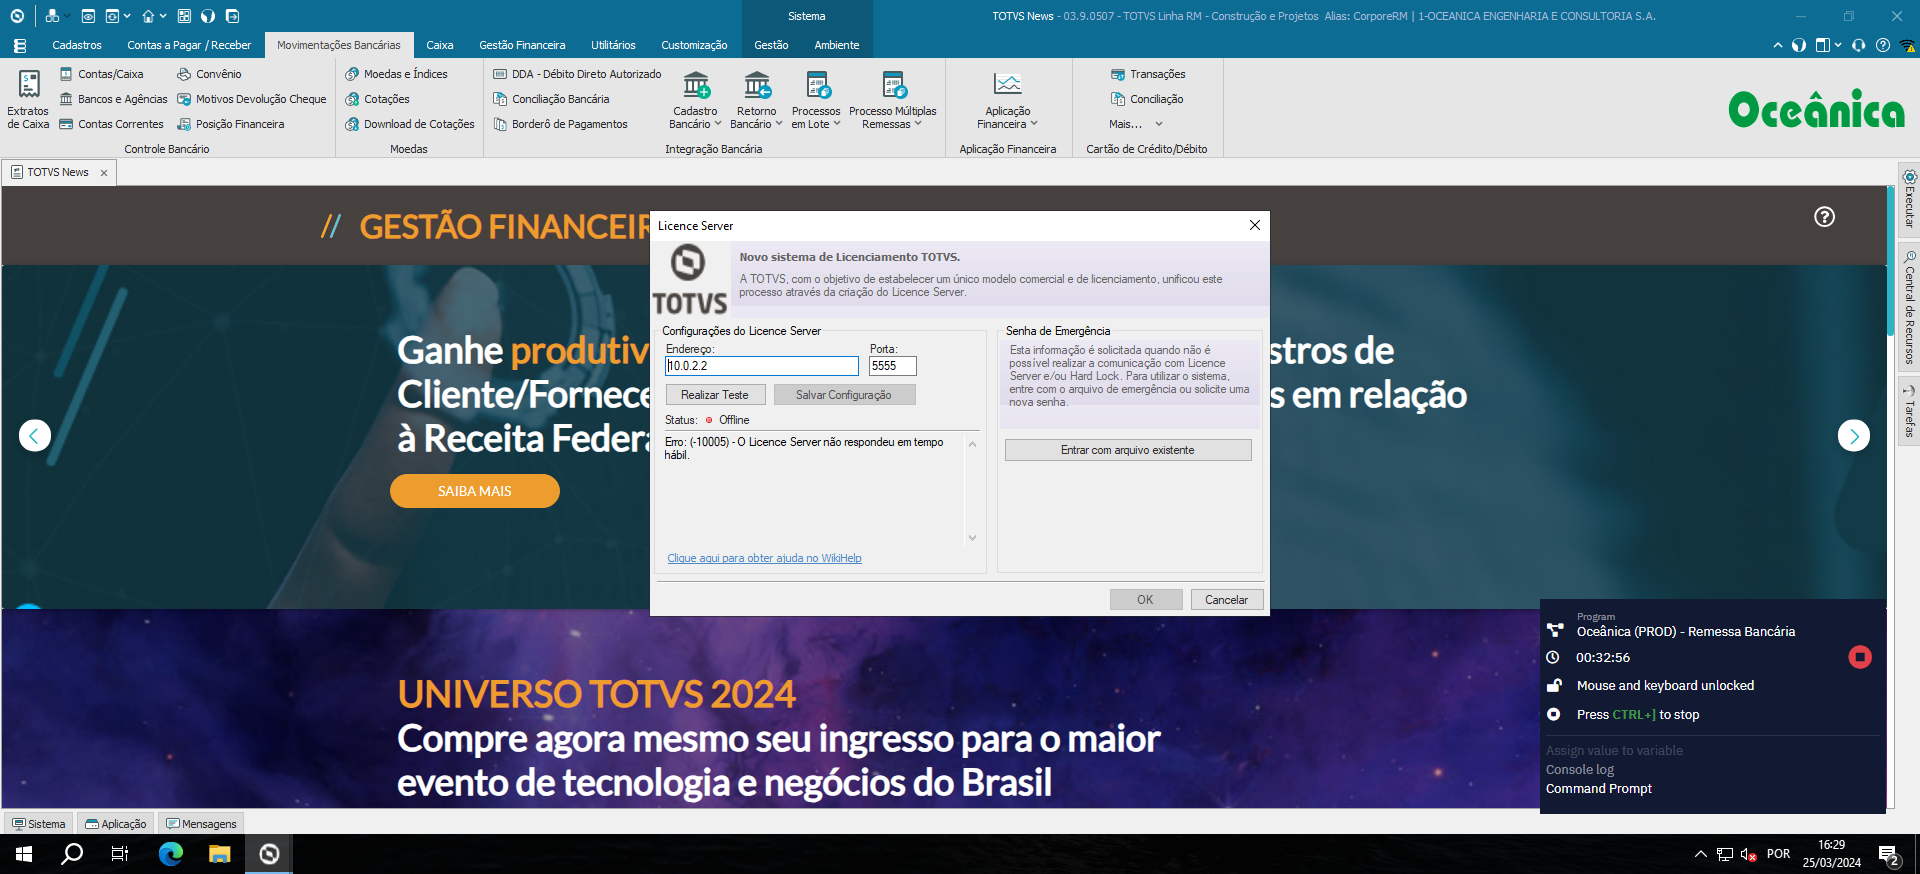 Sistema
TOTVS News - 03.9.0507 - TOTVS Linha RM - Construção e Projetos Alias: CorporeRM | 1-OCEANICA ENGENHARIA E CONSULTORIA S.A.
Cadastros
Contas a Pagar / Receber
Movimentações Bancárias
Caixa
Gestão Financeira
Utilitários
Customização
Gestão
Ambiente
Extratos
de Caixa
Contas/Caixa
Bancos e Agências
Contas Correntes
Convênio
Motivos Devolução Cheque
Posição Financeira
Controle Bancário
Moedas e Índices
Cotações
Download de Cotações
Moedas
DDA - Débito Direto Autorizado
Conciliação Bancária
Borderô de Pagamentos
Cadastro
Bancário
Retorno
Bancário
Processos
em Lote
Processo Múltiplas
Remessas
Integração Bancária
Aplicação
Financeira
Aplicação Financeira
Transações
Conciliação
Mais...
Cartão de Crédito/Débito
Oceânica
TOTVS News
Executar
Central de Recursos
Tarefas
// GESTÃO FINANCEIR
Ganhe produtiv
stros de
Cliente/Fornece
s em relação
à Receita Federa
SAIBA MAIS
Licence Server
TOTVS
Novo sistema de Licenciamento TOTVS.
A TOTVS, com o objetivo de estabelecer um único modelo comercial e de licenciamento, unificou este
processo através da criação do Licence Server.
Configurações do Licence Server
Endereço:
Porta:
10.0.2.2
5555
Realizar Teste
Salvar Configuração
Status:
Offline
Erro: (-10005) - O Licence Server não respondeu em tempo
hábil.
Clique aqui para obter ajuda no WikiHelp
Senha de Emergência
Esta informação é solicitada quando não é
possível realizar a comunicação com Licence
Server e/ou Hard Lock. Para utilizar o sistema,
entre com o arquivo de emergência ou solicite uma
nova senha.
Entrar com arquivo existente
OK
Cancelar
UNIVERSO TOTVS 2024
Compre agora mesmo seu ingresso para o maior
evento de tecnologia e negócios do Brasil
Program
Oceânica (PROD) - Remessa Bancária
00:32:56
Mouse and keyboard unlocked
Press CTRL+] to stop
Assign value to variable
Console log
Command Prompt
Sistema
Aplicação
Mensagens
POR
16:29
25/03/2024
2